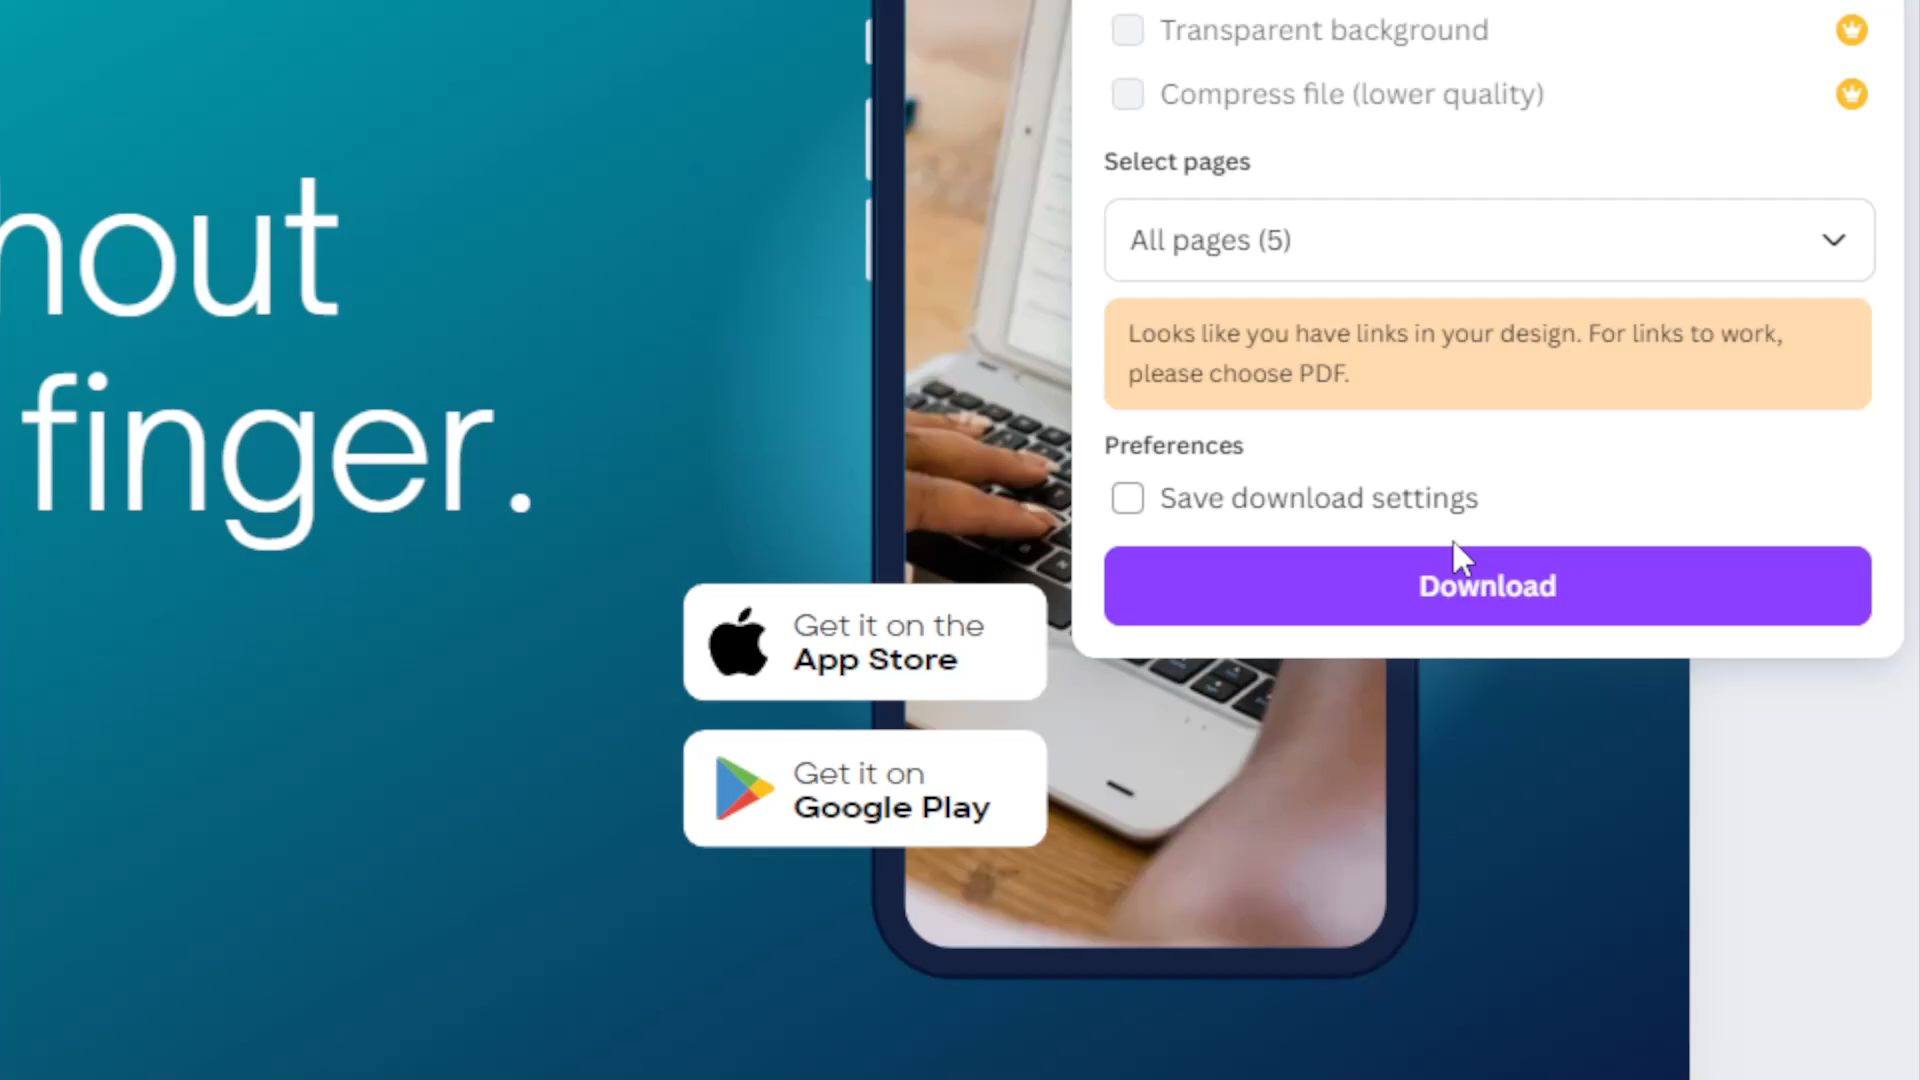 hout
finger.
Get it on the
App Store
Get it on
Google Play
Transparent background
Compress file (lower quality)
Select pages
All pages (5)
Looks like you have links in your design. For links to work,
please choose PDF.
Preferences
Save download settings
Download